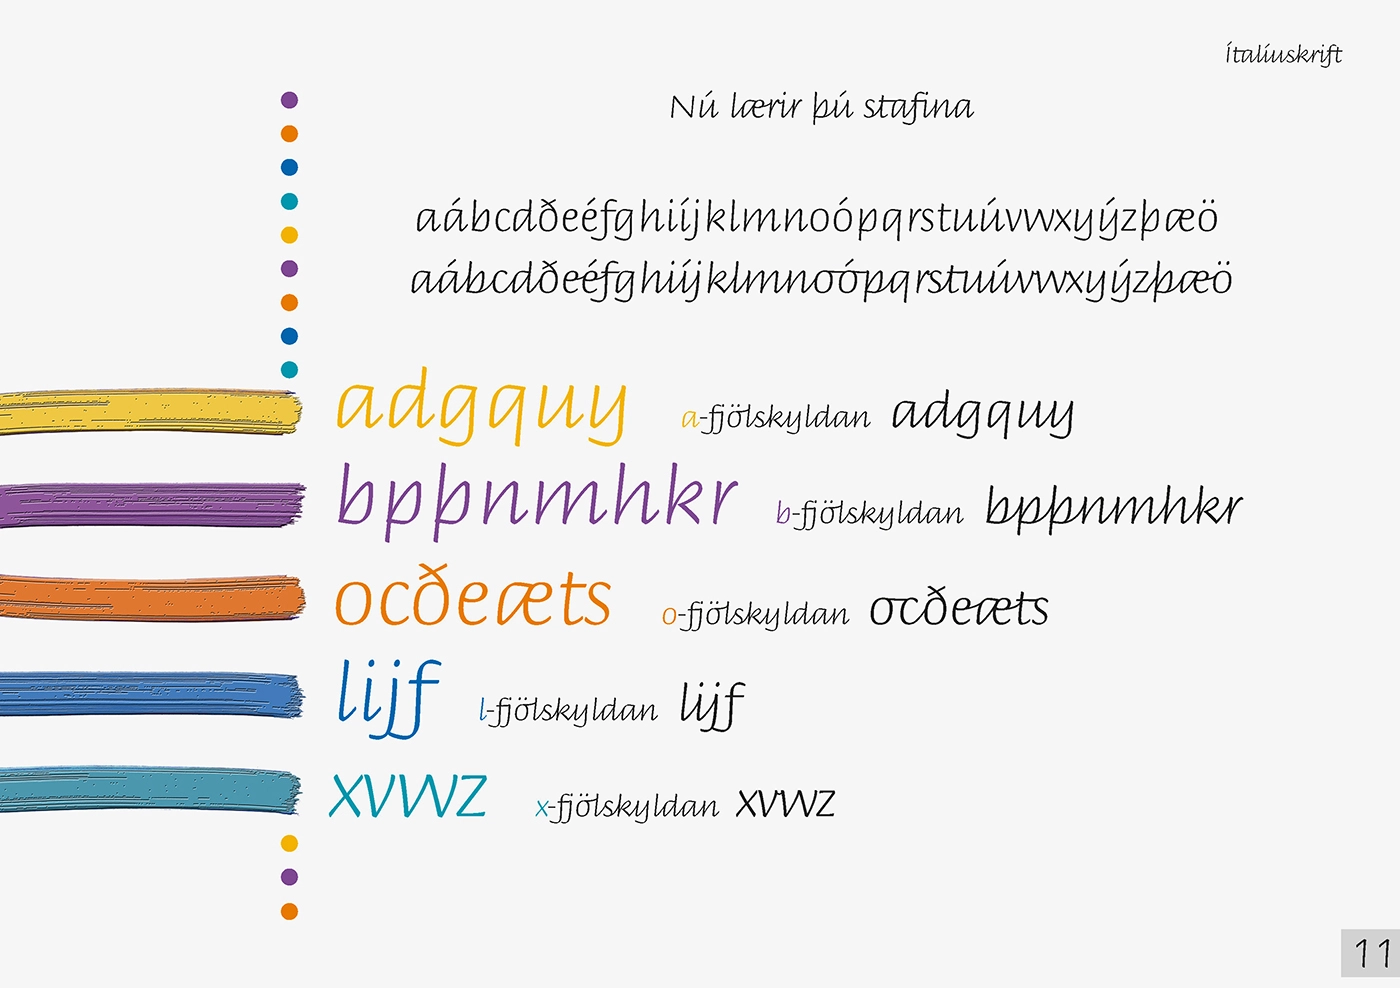 Ítalíuskrift
Nú lærir þú stafina
aábcdðeéfghiíjklmnoópqrstuúvwxyýzþæö
aábcdðeéfghiíjklmnoópqrstuúvwxyýzþæö
adgquy a-fjölskyldan adgquy
bpþnmhkr b-fjölskyldan bpþnmhkr
ocðeæts o-fjölskyldan ocðeæts
lijf l-fjölskyldan lijf
xvwz x-fjölskyldan xvwz
11